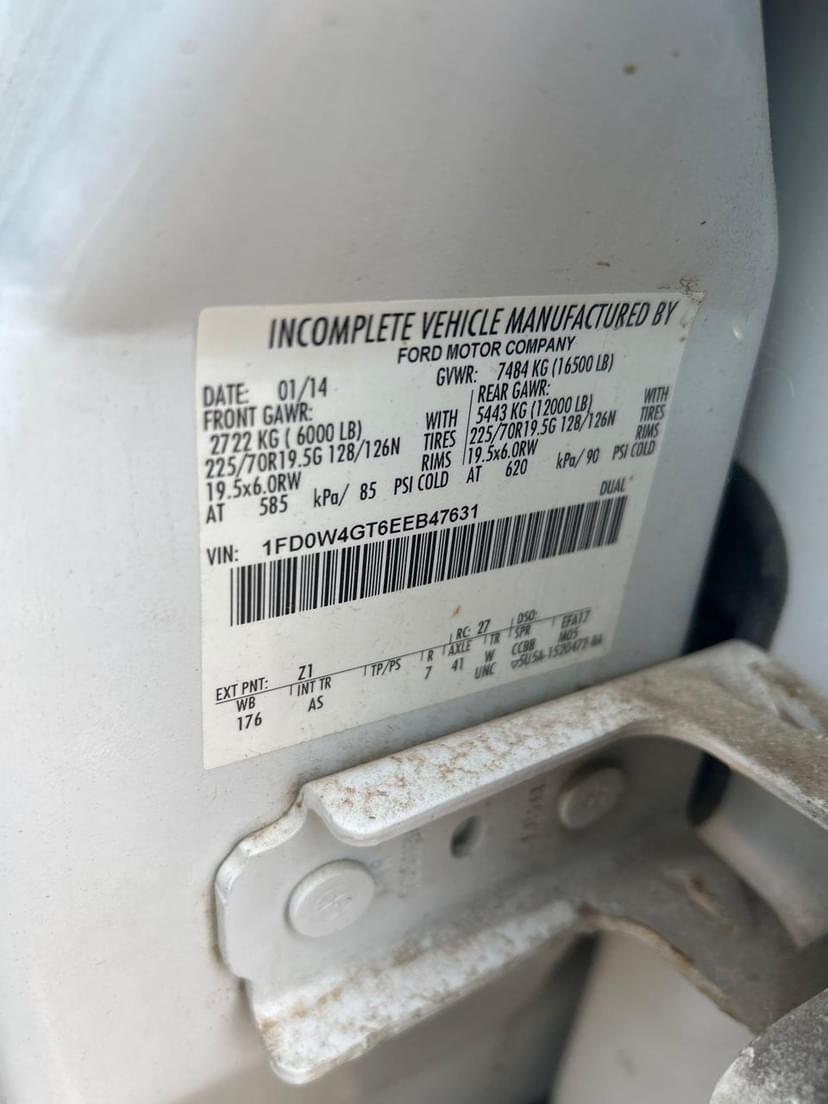 INCOMPLETE VEHICLE MANUFACTURED BY
FORD MOTOR COMPANY
DATE: 01/14 GVWR: 7484 KG (16500 LB)
FRONT GAWR: REAR GAWR:
2722 KG ( 6000 LB) WITH 5443 KG (12000 LB) WITH
225/70R19.5G 128/126N TIRES 225/70R19.5G 128/126N TIRES
19.5x6.0RW RIMS 19.5x6.0RW RIMS
AT 585 kPa/ 85 PSI COLD AT 620 kPa/ 90 PSI COLD
DUAL
VIN: 1FD0W4GT6EEB47631
EXT PNT: Z1 RC: 27 DSO:
WB INT TR TP/PS R AXLE TR SPR EFA17
176 AS 7 41 W CCBB M05
UNC